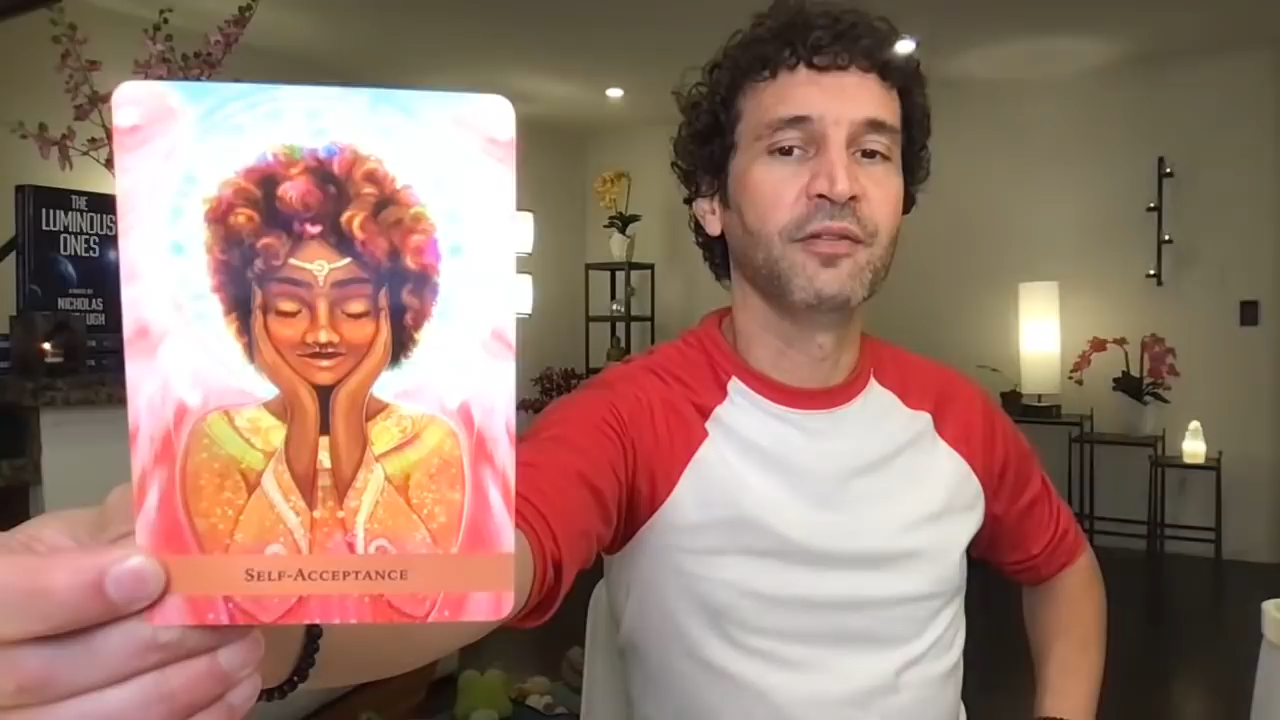 THE
LUMINOUS
ONES
NICHOLAS
SELF-ACCEPTANCE